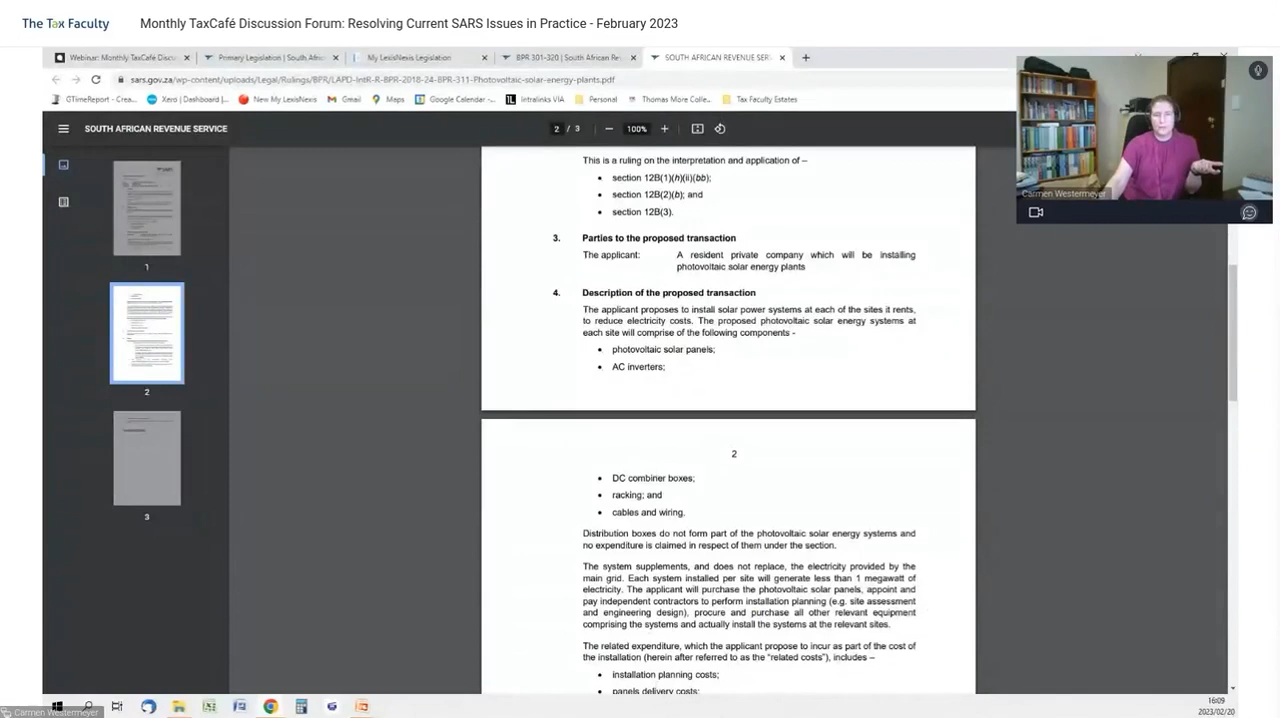 The Tax Faculty
Monthly TaxCafé Discussion Forum: Resolving Current SARS Issues in Practice - February 2023
Webinar: Monthly TaxCafé Discu
Primary Legislation | South Afric
My LexisNexis Legislation
BPR 301-320 | South African Re
SOUTH AFRICAN REVENUE SER
sars.gov.za/wp-content/uploads/Legal/Rulings/BPR/LAPD-IntR-R-BPR-2018-24-BPR-311-Photovoltaic-solar-energy-plants.pdf
GTimeReport - Crea...
Xero | Dashboard |...
New My LexisNexis
Gmail
Maps
Google Calendar -...
Intralinks VIA
Personal
Thomas More Colle...
Tax Faculty Estates
SOUTH AFRICAN REVENUE SERVICE
2 / 3
100%
1
2
3
This is a ruling on the interpretation and application of –
• section 12B(1)(h)(ii)(bb);
• section 12B(2)(b); and
• section 12B(3).
3. Parties to the proposed transaction
The applicant: A resident private company which will be installing
photovoltaic solar energy plants
4. Description of the proposed transaction
The applicant proposes to install solar power systems at each of the sites it rents,
to reduce electricity costs. The proposed photovoltaic solar energy systems at
each site will comprise of the following components -
• photovoltaic solar panels;
• AC inverters;
2
• DC combiner boxes;
• racking; and
• cables and wiring.
Distribution boxes do not form part of the photovoltaic solar energy systems and
no expenditure is claimed in respect of them under the section.
The system supplements, and does not replace, the electricity provided by the
main grid. Each system installed per site will generate less than 1 megawatt of
electricity. The applicant will purchase the photovoltaic solar panels, appoint and
pay independent contractors to perform installation planning (e.g. site assessment
and engineering design), procure and purchase all other relevant equipment
comprising the systems and actually install the systems at the relevant sites.
The related expenditure, which the applicant propose to incur as part of the cost of
the installation (herein after referred to as the "related costs"), includes –
• installation planning costs;
• panels delivery costs;
Carmen Westermeyer
Carmen Westermeyer
16:09
2023/02/20